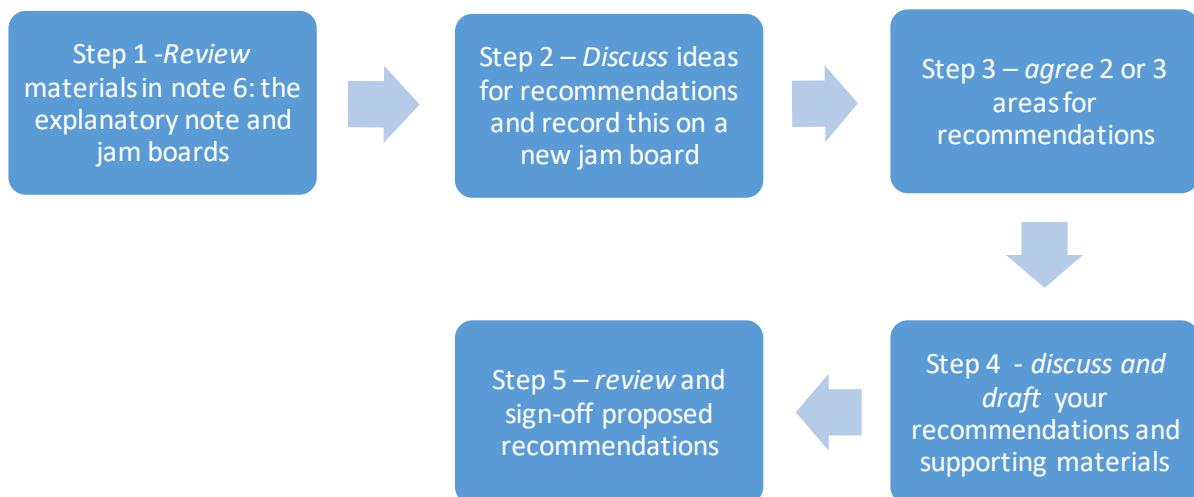 Step 1 -Review
materials in note 6: the
explanatory note and
jam boards
Step 2 – Discuss ideas
for recommendations
and record this on a
new jam board
Step 3 – agree 2 or 3
areas for
recommendations
Step 4 - discuss and
draft your
recommendations and
supporting materials
Step 5 – review and
sign-off proposed
recommendations